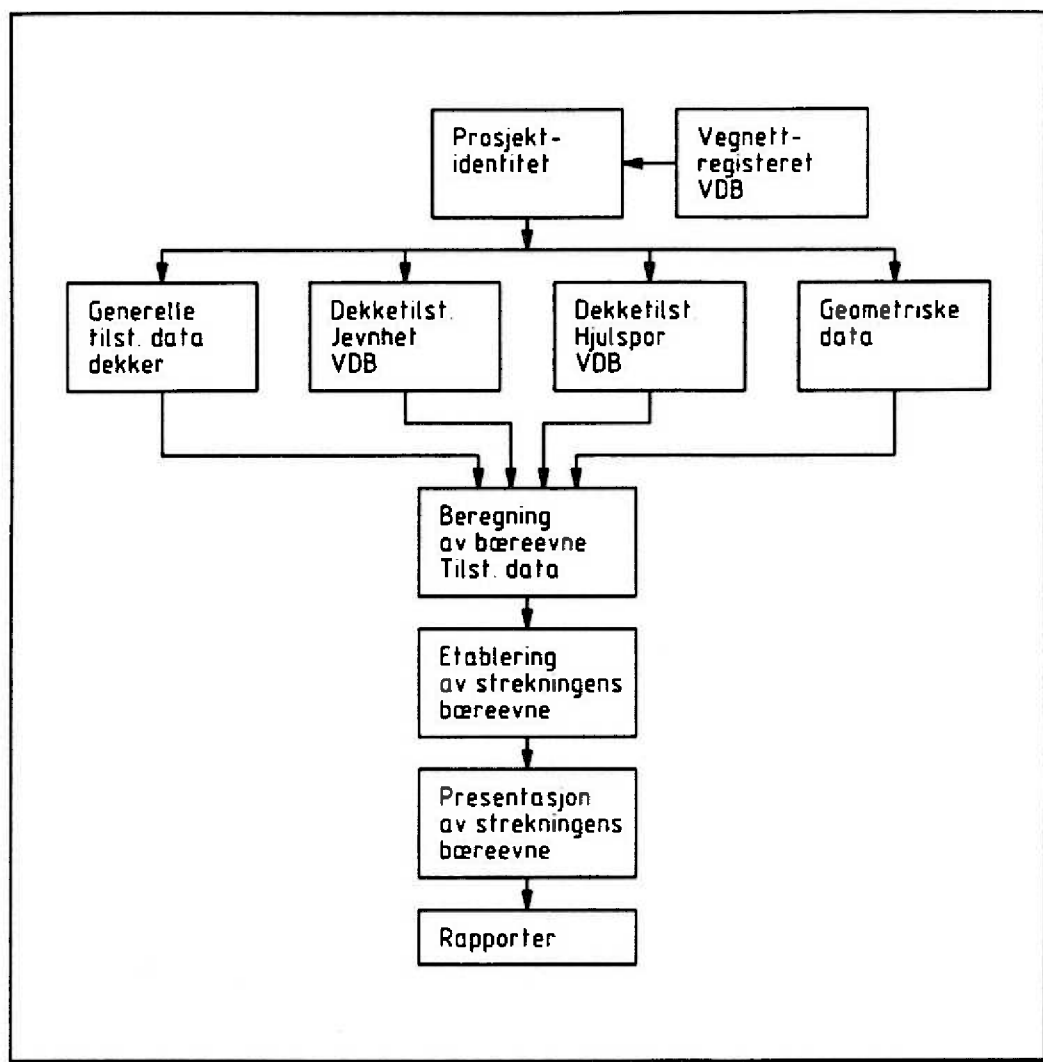 Prosjekt-
identitet
Vegnett-
registeret
VDB
Generelle
tilst. data
dekker
Dekketilst.
Jevnhet
VDB
Dekketilst.
Hjulspor
VDB
Geometriske
data
Beregning
av bæreevne
Tilst. data
Etablering
av strekningens
bæreevne
Presentasjon
av strekningens
bæreevne
Rapporter